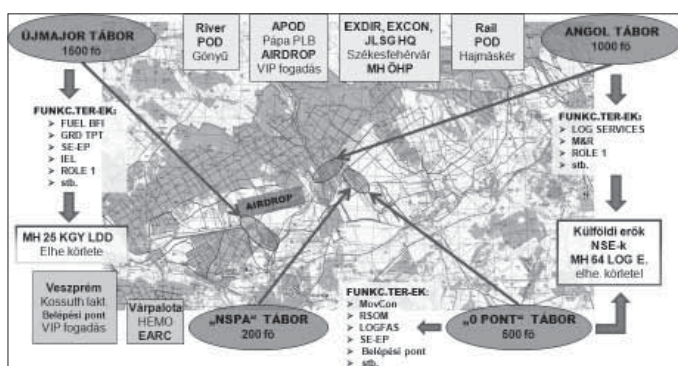 ÚJMAJOR TÁBOR
1500 fő
River
POD
Gönyű
APOD
Pápa PLB
AIRDROP
VIP fogadás
EXDIR, EXCON,
JLSG HQ
Székesfehérvár
MH ÖHP
Rail
POD
Hajmáskér
ANGOL TÁBOR
1000 fő
FUNKC.TER-EK:
➢ FUEL BFI
➢ GRD TPT
➢ SE-EP
➢ IEL
➢ ROLE 1
➢ stb.
FUNKC.TER-EK:
➢ LOG SERVICES
➢ M&R
➢ ROLE 1
➢ stb.
AIRDROP
MH 25 KGY LDD
Elhe körlete
Külföldi erők
NSE-k
MH 64 LOG E.
elhe. körletei
Veszprém
Kossuth lakt.
Belépési pont
VIP fogadás
Várpalota
HEMO
EARC
„NSPA” TÁBOR
200 fő
FUNKC.TER-EK:
➢ MovCon
➢ RSOM
➢ LOGFAS
➢ SE-EP
➢ Belépési pont
➢ stb.
„0 PONT” TÁBOR
500 fő